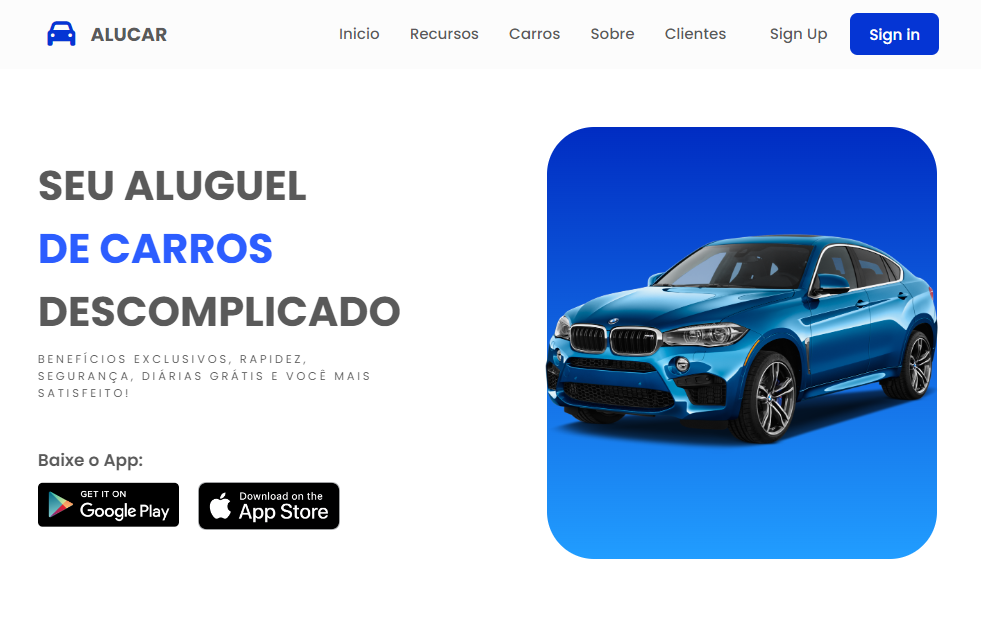 ALUCAR
Inicio Recursos Carros Sobre Clientes Sign Up Sign in
SEU ALUGUEL
DE CARROS
DESCOMPLICADO
BENEFÍCIOS EXCLUSIVOS, RAPIDEZ,
SEGURANÇA, DIÁRIAS GRÁTIS E VOCÊ MAIS
SATISFEITO!
Baixe o App:
GET IT ON
Google Play
Download on the
App Store